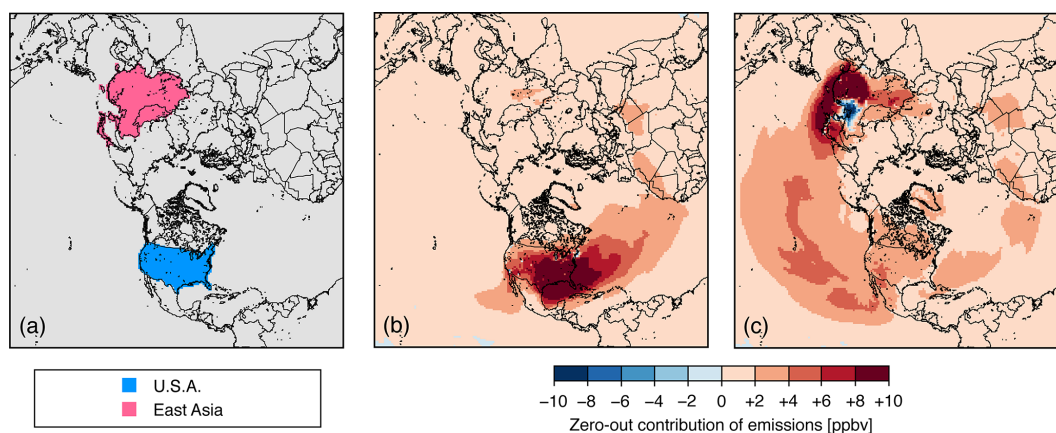 (a)
(b)
(c)
U.S.A.
East Asia
−10 −8 −6 −4 −2 0 +2 +4 +6 +8 +10
Zero-out contribution of emissions [ppbv]